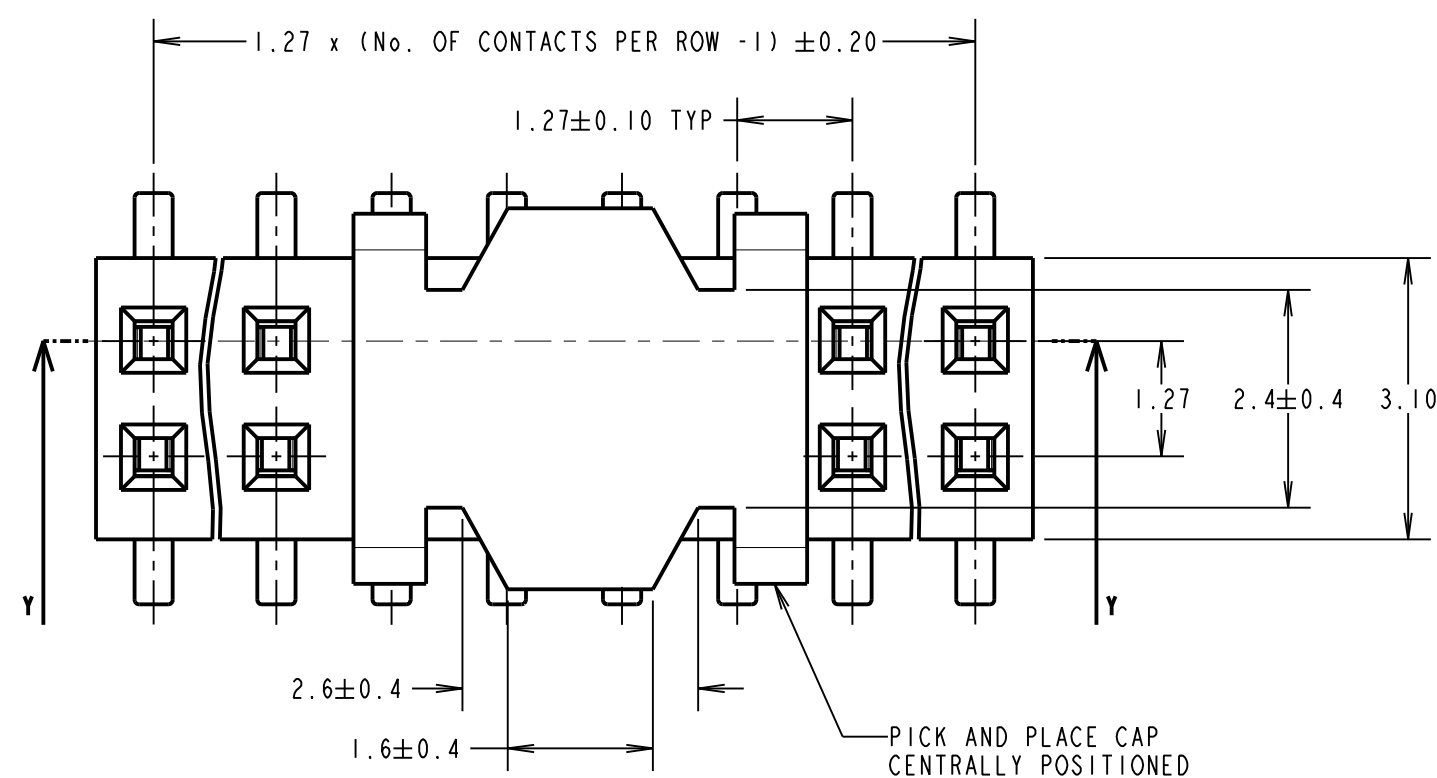 1.27 x (No. OF CONTACTS PER ROW -1) ±0.20
1.27±0.10 TYP
1.27
2.4±0.4
3.10
Y
Y
2.6±0.4
1.6±0.4
PICK AND PLACE CAP
CENTRALLY POSITIONED